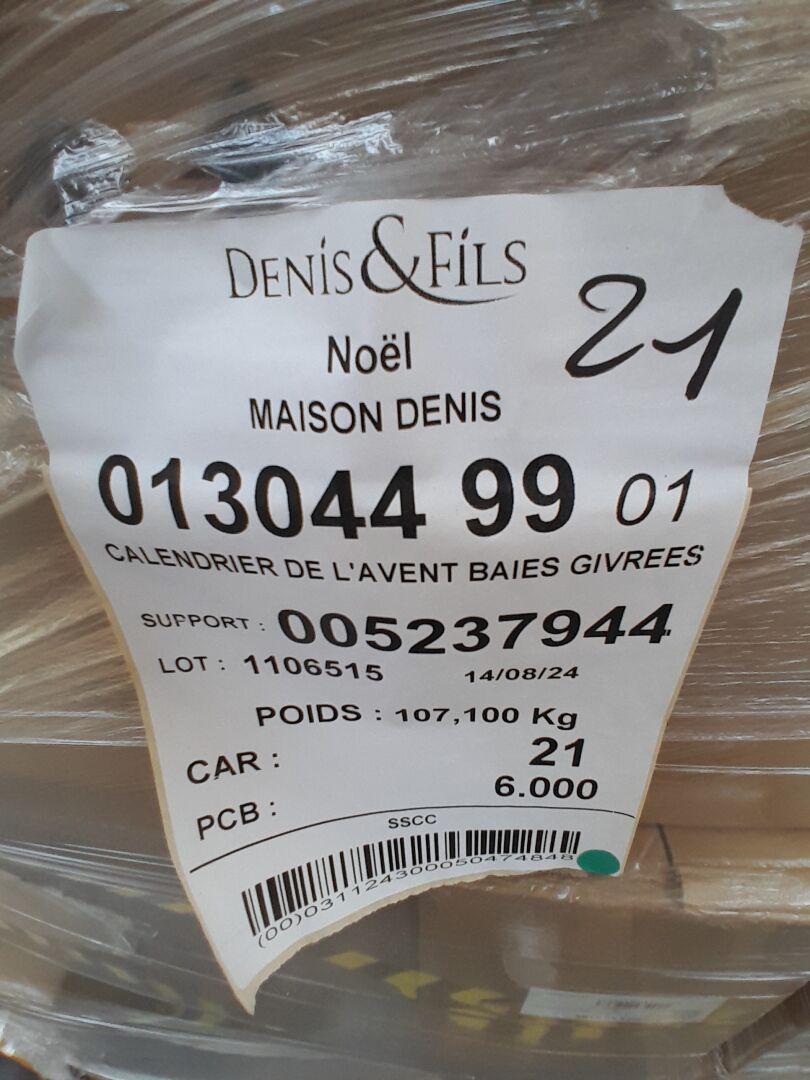 DENIS & FILS
21
Noël
MAISON DENIS
013044 99 01
CALENDRIER DE L'AVENT BAIES GIVREES
SUPPORT : 005237944
LOT : 1106515 14/08/24
POIDS : 107,100 Kg
CAR : 21
PCB : 6.000
SSCC
(00)031124300050474848